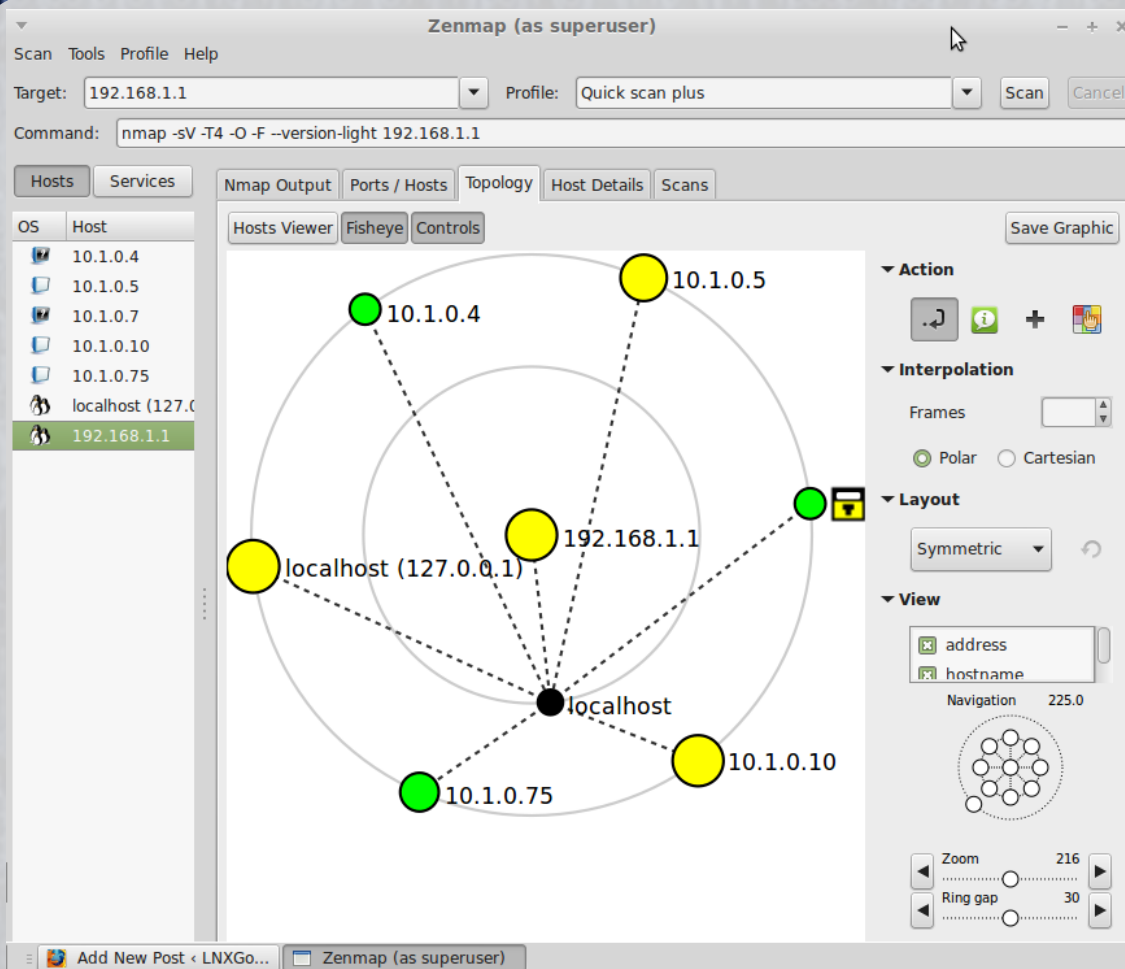 Zenmap (as superuser)
Scan Tools Profile Help
Target: 192.168.1.1 Profile: Quick scan plus Scan Cancel
Command: nmap -sV -T4 -O -F --version-light 192.168.1.1
Hosts Services
Nmap Output Ports / Hosts Topology Host Details Scans
OS Host
10.1.0.4
10.1.0.5
10.1.0.7
10.1.0.10
10.1.0.75
localhost (127.0
192.168.1.1
Hosts Viewer Fisheye Controls Save Graphic
10.1.0.5
10.1.0.4
192.168.1.1
localhost (127.0.0.1)
localhost
10.1.0.10
10.1.0.75
Action
Interpolation
Frames
Polar Cartesian
Layout
Symmetric
View
address
hostname
Navigation 225.0
Zoom 216
Ring gap 30
Add New Post ‹ LNXGo... Zenmap (as superuser)